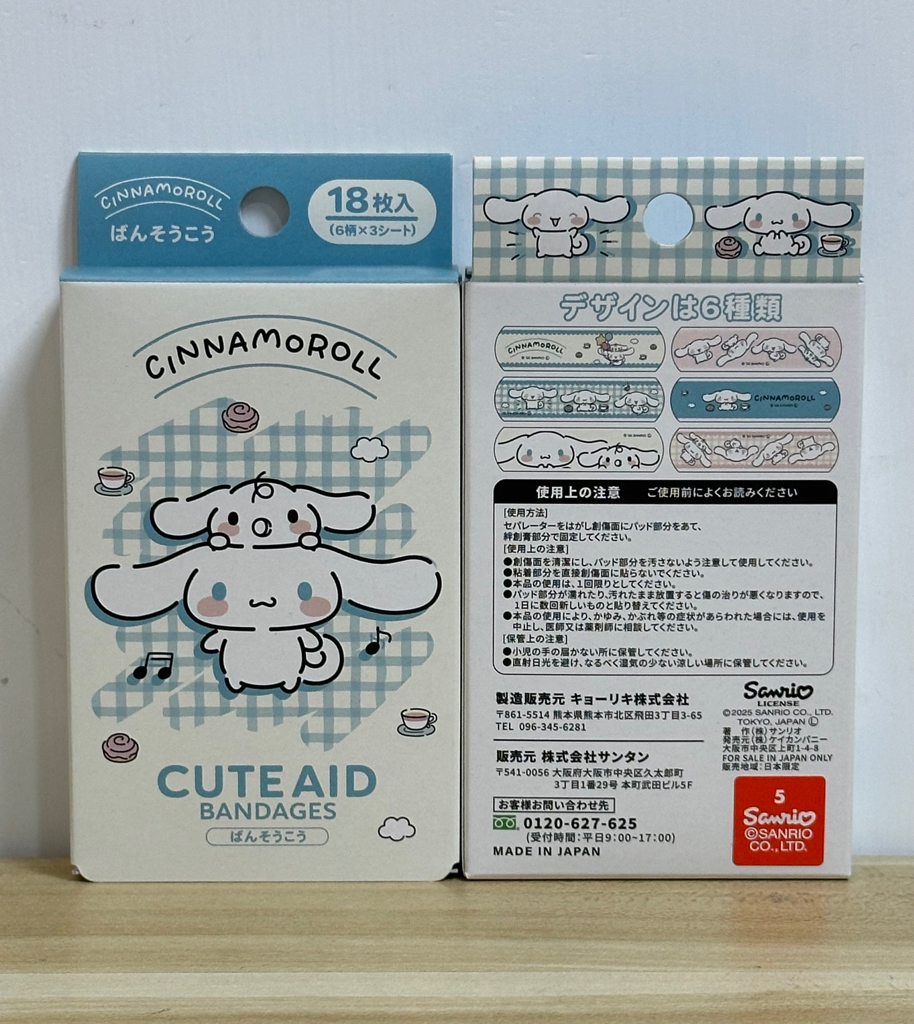 CINNAMOROLL
ばんそうこう
18枚入
(6柄×3シート)
CINNAMOROLL
CUTE AID
BANDAGES
ばんそうこう
デザインは6種類
CINNAMOROLL
CINNAMOROLL
使用上の注意 ご使用前によくお読みください
[使用方法]
セパレーターをはがし創傷面にパッド部分をあて、
絆創膏部分で固定してください。
[使用上の注意]
●創傷面を清潔にし、パッド部分を汚さないよう注意して使用してください。
●粘着部分を直接創傷面に貼らないでください。
●本品の使用は、1回限りとしてください。
●パッド部分が濡れたり、汚れたまま放置すると傷の治りが悪くなりますので、
1日に数回新しいものと貼り替えてください。
●本品の使用により、かゆみ、かぶれ等の症状があらわれた場合には、使用を
中止し、医師又は薬剤師に相談してください。
[保管上の注意]
●小児の手の届かない所に保管してください。
●直射日光を避け、なるべく湿気の少ない涼しい場所に保管してください。
製造販売元 キョーリキ株式会社
〒861-5514 熊本県熊本市北区飛田3丁目3-65
TEL 096-345-6281
販売元 株式会社サンタン
〒541-0056 大阪府大阪市中央区久太郎町
3丁目1番29号 本町武田ビル5F
お客様お問い合わせ先
0120-627-625
(受付時間:平日9:00~17:00)
MADE IN JAPAN
Sanrio
LICENSE
©2025 SANRIO CO., LTD.
TOKYO, JAPAN Ⓛ
著 作(株)サンリオ
発売元(株)ケイカンパニー
大阪市中央区上町1-4-8
FOR SALE IN JAPAN ONLY
販売地域:日本限定
5
Sanrio
©SANRIO
CO., LTD.